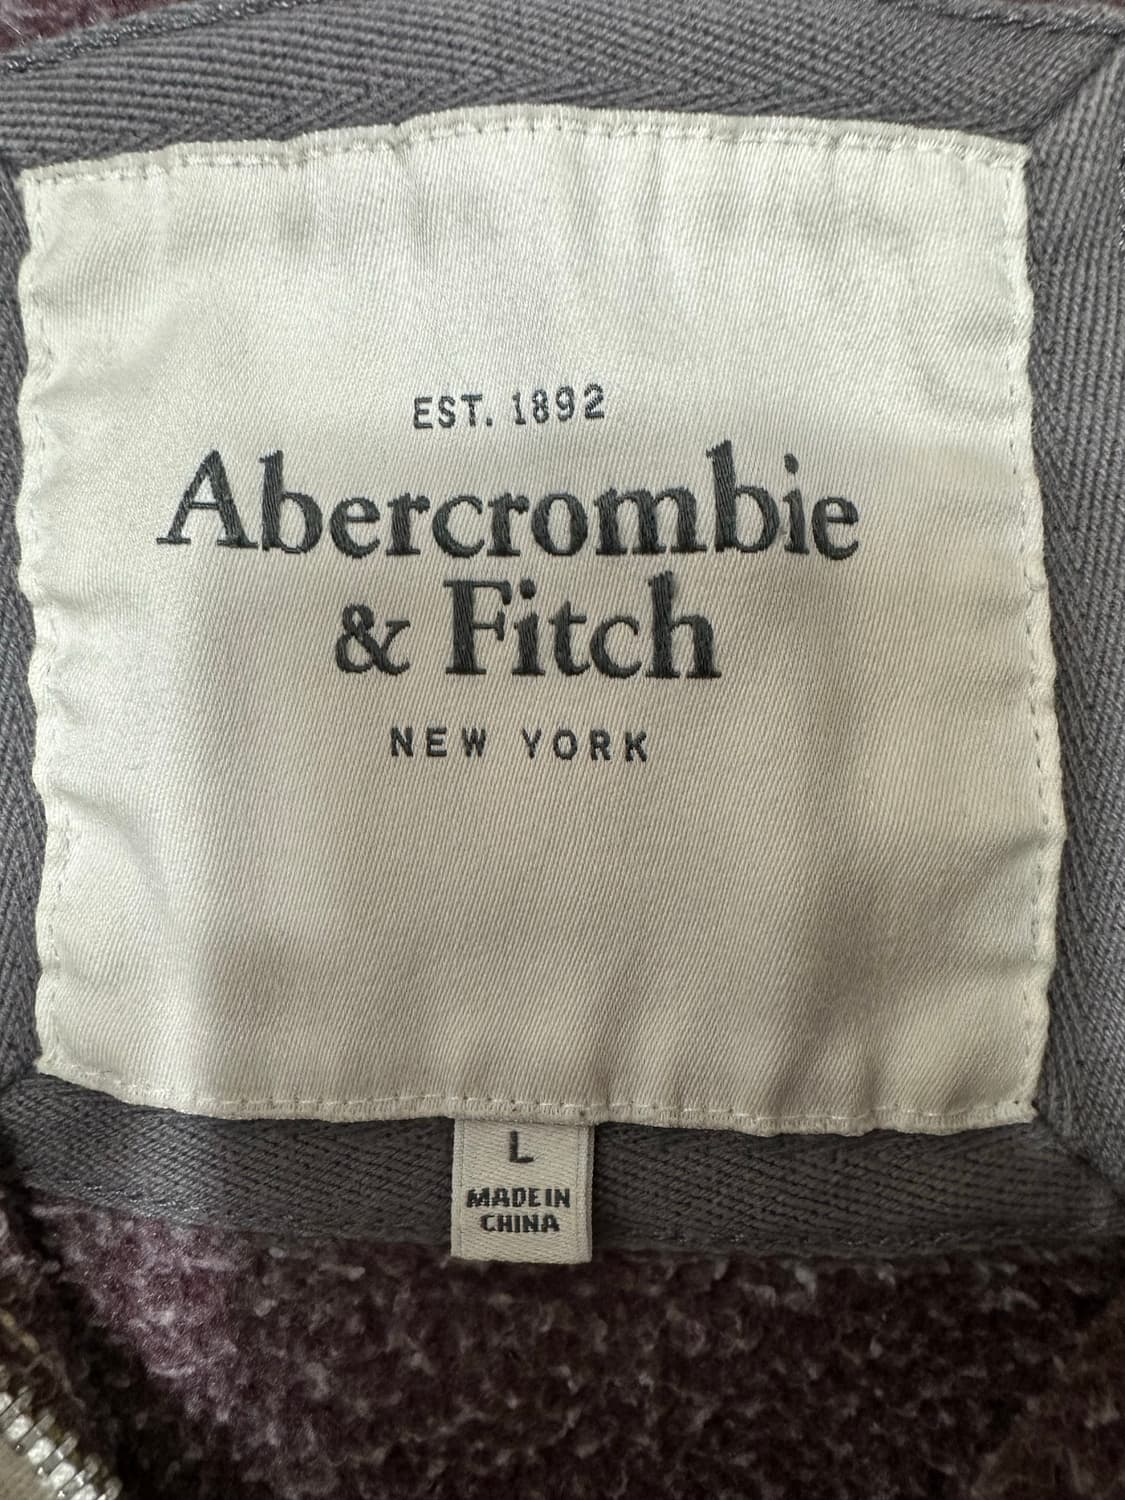 EST. 1892
Abercrombie
& Fitch
NEW YORK
L
MADE IN
CHINA